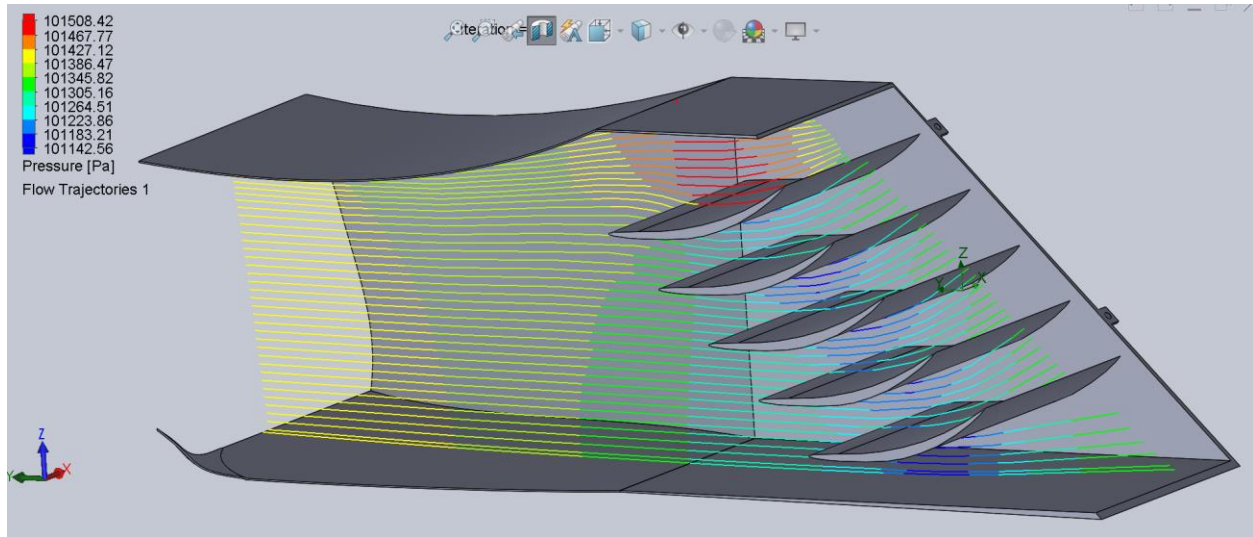 101508.42
101467.77
101427.12
101386.47
101345.82
101305.16
101264.51
101223.86
101183.21
101142.56
Pressure [Pa]
Flow Trajectories 1
Iteration =
Z
X
Y
Z
Y
X